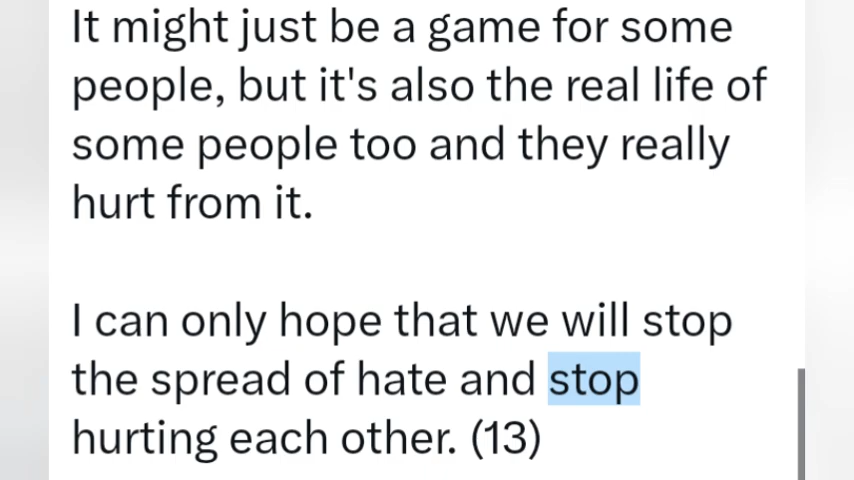 It might just be a game for some
people, but it's also the real life of
some people too and they really
hurt from it.
I can only hope that we will stop
the spread of hate and stop
hurting each other. (13)